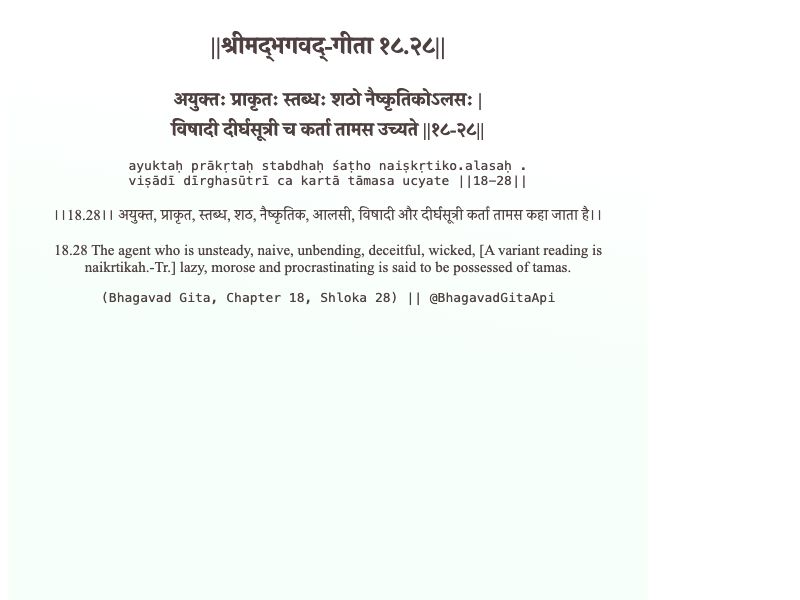 ||श्रीमद्‍भगवद्-गीता १८.२८||
अयुक्तः प्राकृतः स्तब्धः शठो नैष्कृतिकोऽलसः |
विषादी दीर्घसूत्री च कर्ता तामस उच्यते ||१८-२८||
ayuktaḥ prākṛtaḥ stabdhaḥ śaṭho naiṣkṛtiko.alasaḥ .
viṣādī dīrghasūtrī ca kartā tāmasa ucyate ||18-28||
।।18.28।। अयुक्त, प्राकृत, स्तब्ध, शठ, नैष्कृतिक, आलसी, विषादी और दीर्घसूत्री कर्ता तामस कहा जाता है।।
18.28 The agent who is unsteady, naive, unbending, deceitful, wicked, [A variant reading is
naikrtikah.-Tr.] lazy, morose and procrastinating is said to be possessed of tamas.
(Bhagavad Gita, Chapter 18, Shloka 28) || @BhagavadGitaApi